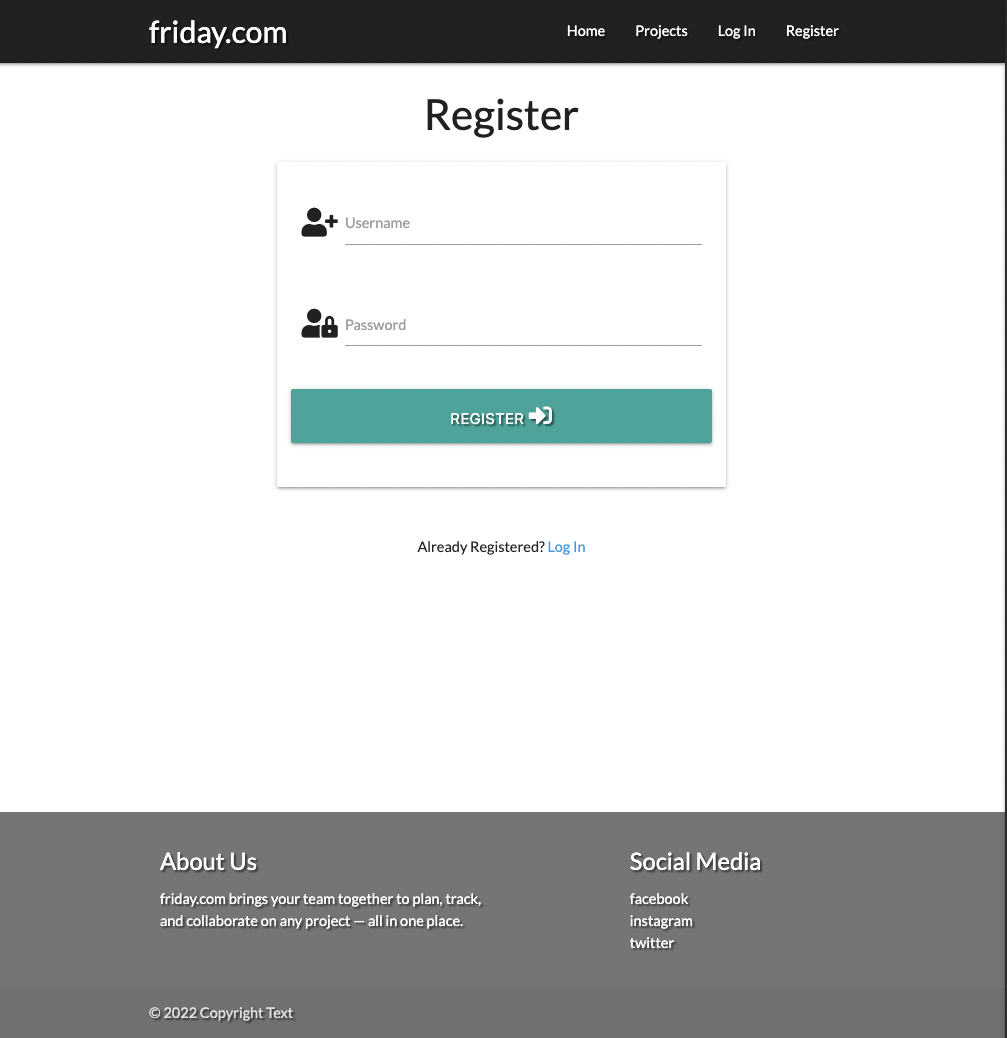 friday.com
Home Projects Log In Register
Register
Username
Password
REGISTER
Already Registered? Log In
About Us
friday.com brings your team together to plan, track,
and collaborate on any project — all in one place.
Social Media
facebook
instagram
twitter
© 2022 Copyright Text